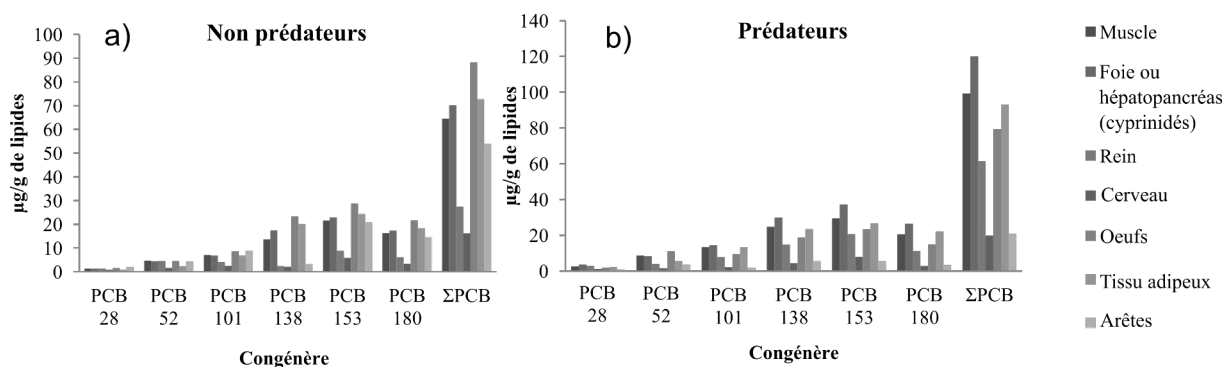 a)
Non prédateurs
µg/g de lipides
100
90
80
70
60
50
40
30
20
10
0
PCB 28
PCB 52
PCB 101
PCB 138
PCB 153
PCB 180
ΣPCB
Congénère
b)
Prédateurs
µg/g de lipides
140
120
100
80
60
40
20
0
PCB 28
PCB 52
PCB 101
PCB 138
PCB 153
PCB 180
ΣPCB
Congénère
Muscle
Foie ou
hépatopancréas
(cyprinidés)
Rein
Cerveau
Oeufs
Tissu adipeux
Arêtes